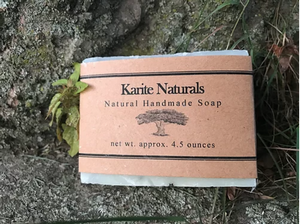 Karite Naturals
Natural Handmade Soap
net wt. approx. 4.5 ounces